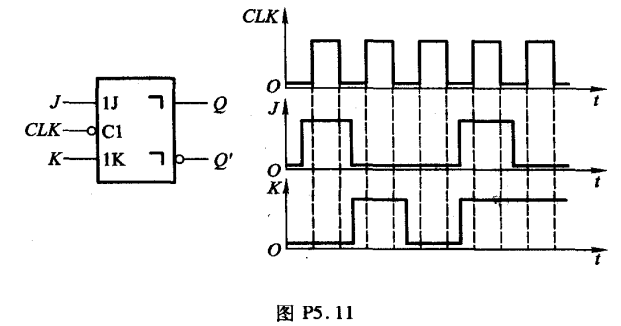 J 1J Q
CLK C1
K 1K Q′
CLK
O t
J
O t
K
O t
图 P5.11